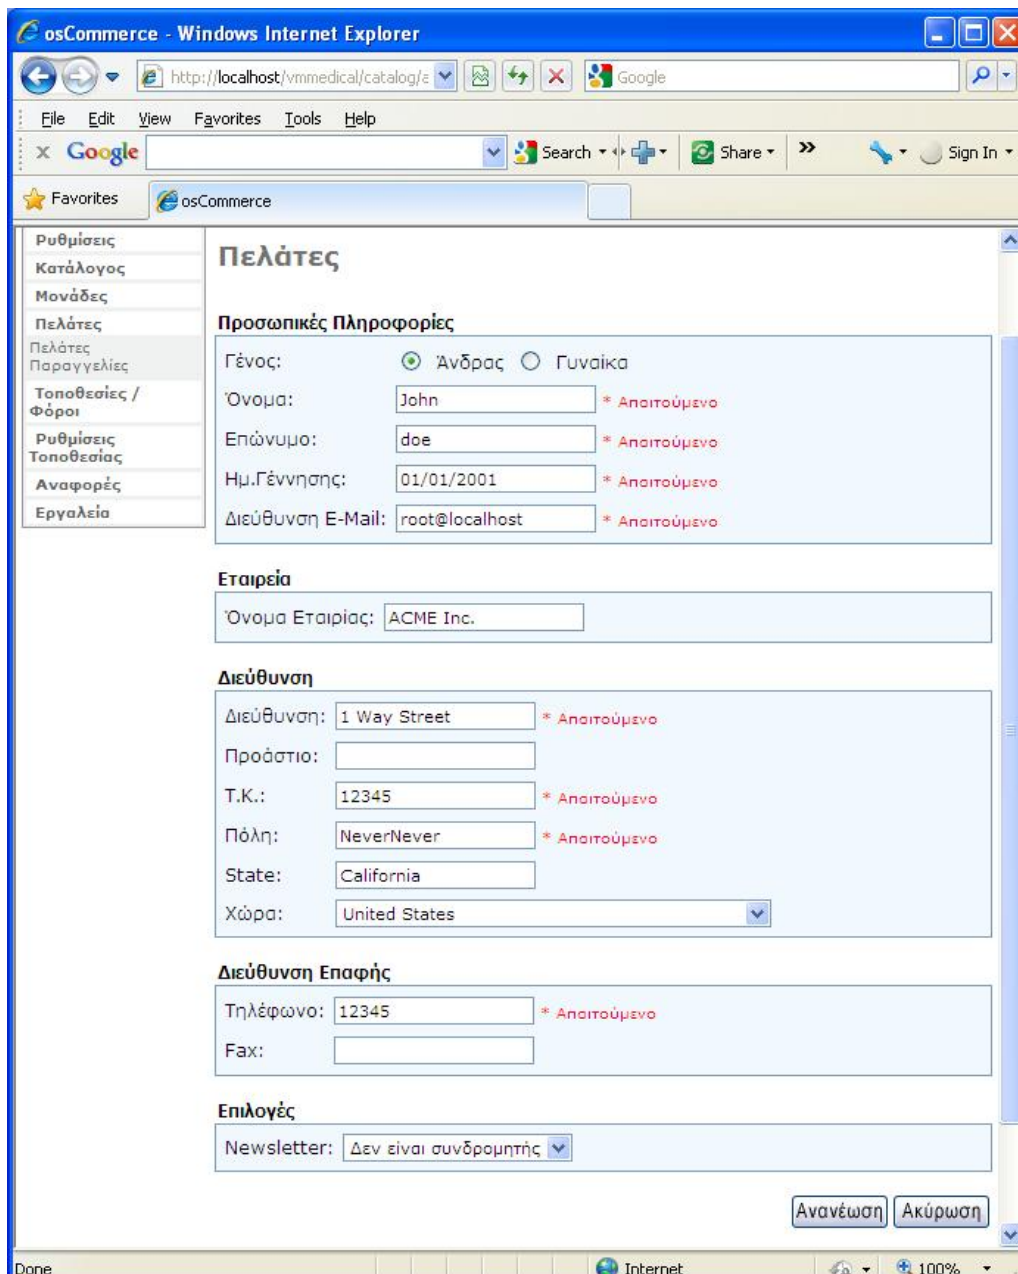 osCommerce - Windows Internet Explorer
http://localhost/vmmedical/catalog/a
Google
File Edit View Favorites Tools Help
x Google Search Share » Sign In
Favorites osCommerce
Ρυθμίσεις
Κατάλογος
Μονάδες
Πελάτες
Πελάτες
Παραγγελίες
Τοποθεσίες /
Φόροι
Ρυθμίσεις
Τοποθεσίας
Αναφορές
Εργαλεία
Πελάτες
Προσωπικές Πληροφορίες
Γένος: Άνδρας Γυναίκα
Όνομα: John * Απαιτούμενο
Επώνυμο: doe * Απαιτούμενο
Ημ.Γέννησης: 01/01/2001 * Απαιτούμενο
Διεύθυνση E-Mail: root@localhost * Απαιτούμενο
Εταιρεία
Όνομα Εταιρίας: ACME Inc.
Διεύθυνση
Διεύθυνση: 1 Way Street * Απαιτούμενο
Προάστιο:
Τ.Κ.: 12345 * Απαιτούμενο
Πόλη: NeverNever * Απαιτούμενο
State: California
Χώρα: United States
Διεύθυνση Επαφής
Τηλέφωνο: 12345 * Απαιτούμενο
Fax:
Επιλογές
Newsletter: Δεν είναι συνδρομητής
Ανανέωση Ακύρωση
Done Internet 100%